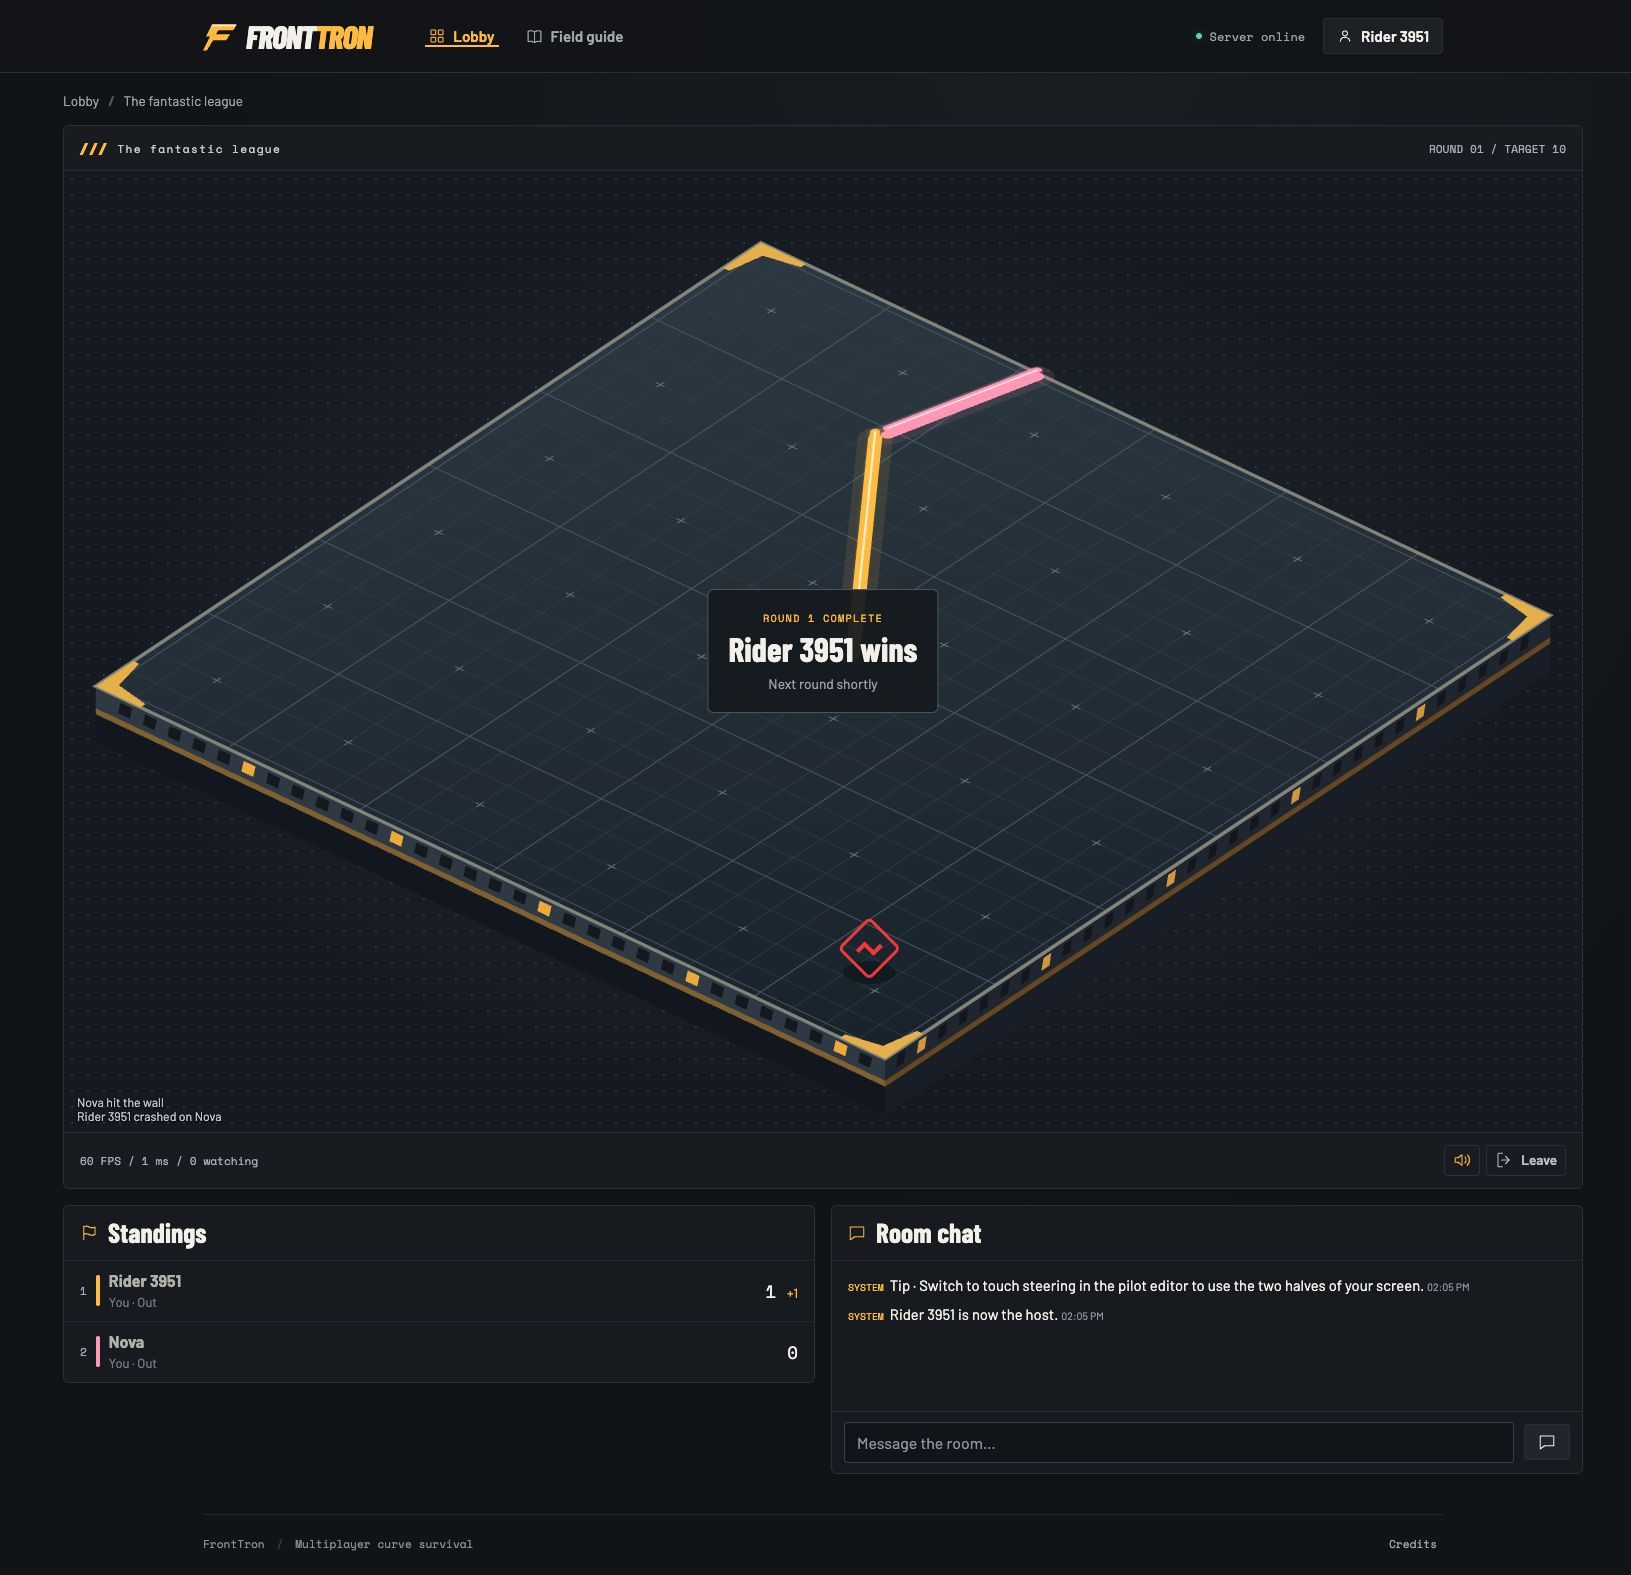 FRONTTRON
Lobby
Field guide
Server online
Rider 3951
Lobby / The fantastic league
/// The fantastic league
ROUND 01 / TARGET 10
ROUND 1 COMPLETE
Rider 3951 wins
Next round shortly
Nova hit the wall
Rider 3951 crashed on Nova
60 FPS / 1 ms / 0 watching
Leave
Standings
1 Rider 3951 1 +1
You · Out
2 Nova 0
You · Out
Room chat
SYSTEM Tip · Switch to touch steering in the pilot editor to use the two halves of your screen. 02:05 PM
SYSTEM Rider 3951 is now the host. 02:05 PM
Message the room...
FrontTron / Multiplayer curve survival
Credits